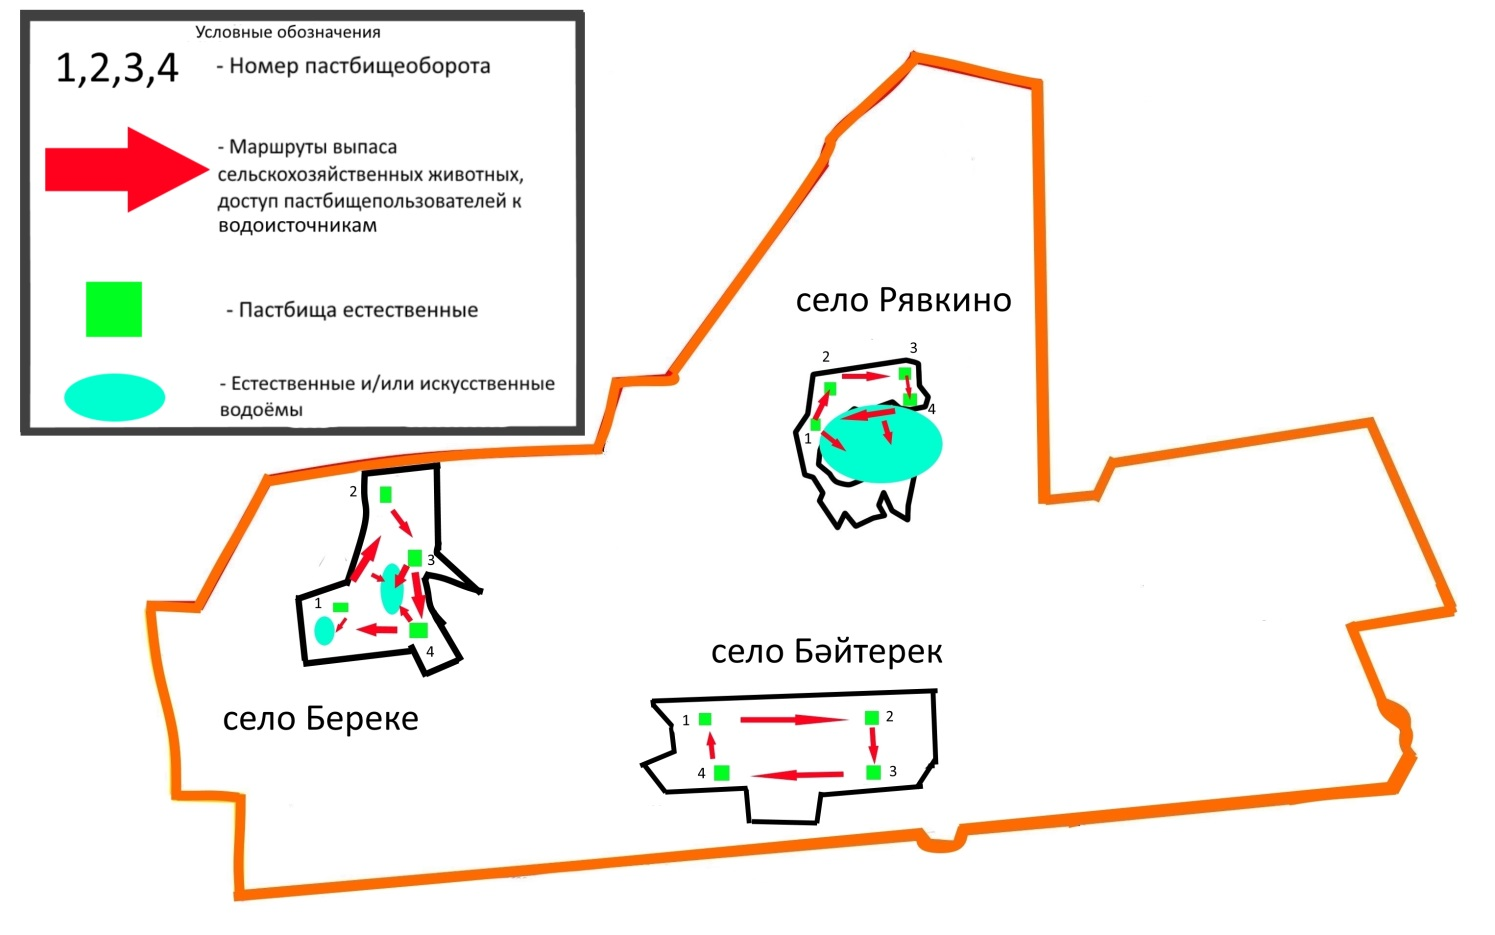 Условные обозначения
1,2,3,4
- Номер пастбищеоборота
- Маршруты выпаса
сельскохозяйственных животных,
доступ пастбищепользователей к
водоисточникам
- Пастбища естественные
- Естественные и/или искусственные
водоёмы
село Рявкино
2
3
4
1
2
3
1
4
село Береке
село Бәйтерек
1
2
4
3